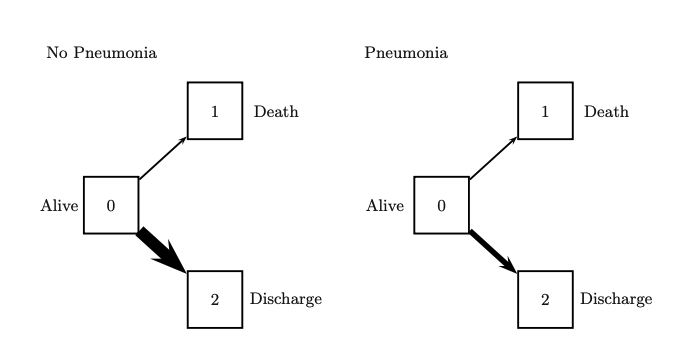 No Pneumonia
1 Death
Alive 0
2 Discharge
Pneumonia
1 Death
Alive 0
2 Discharge